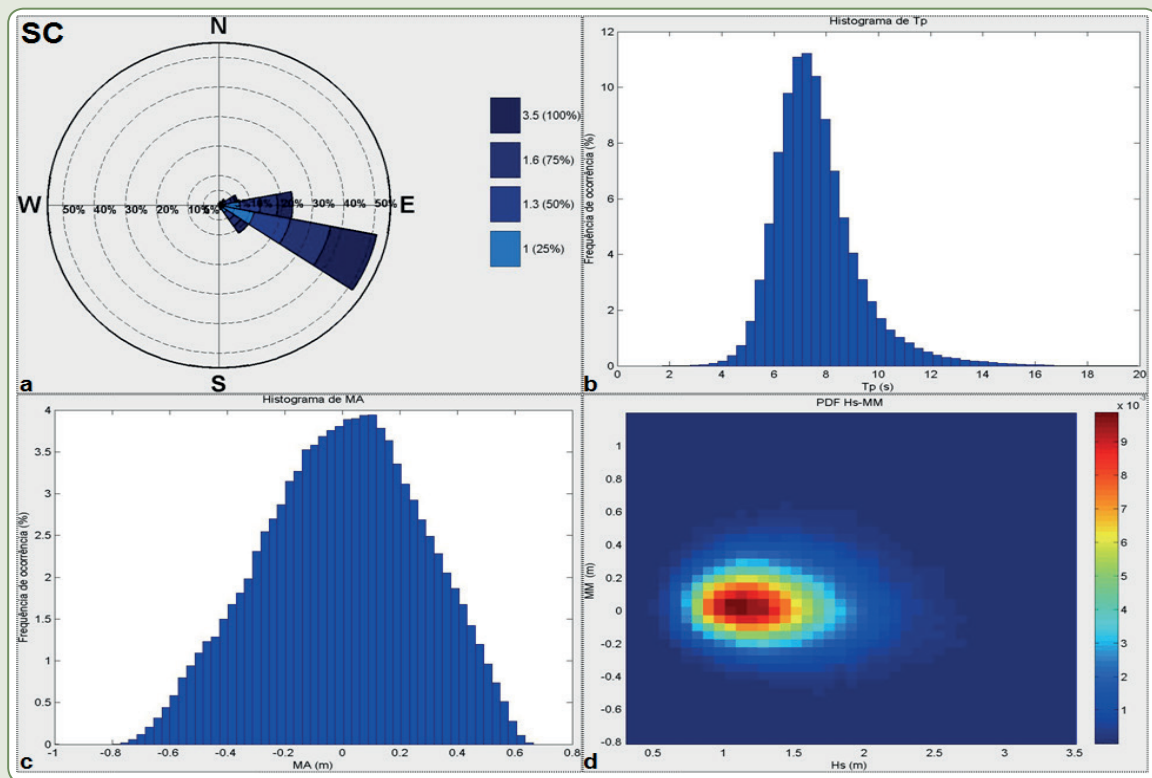 SC
N
W
50% 40% 30% 20% 10% 5% 10% 20% 30% 40% 50%
E
S
3.5 (100%)
1.6 (75%)
1.3 (50%)
1 (25%)
a
Histograma de Tp
Frequência de ocorrência (%)
12
10
8
6
4
2
0
0 2 4 6 8 10 12 14 16 18 20
Tp (s)
b
Histograma de MA
Frequência de ocorrência (%)
4
3.5
3
2.5
2
1.5
1
0.5
0
-1 -0.8 -0.6 -0.4 -0.2 0 0.2 0.4 0.6 0.8
MA (m)
c
PDF Hs-MM
MM (m)
1
0.8
0.6
0.4
0.2
0
-0.2
-0.4
-0.6
-0.8
0.5 1 1.5 2 2.5 3 3.5
Hs (m)
d
x 10
9
8
7
6
5
4
3
2
1